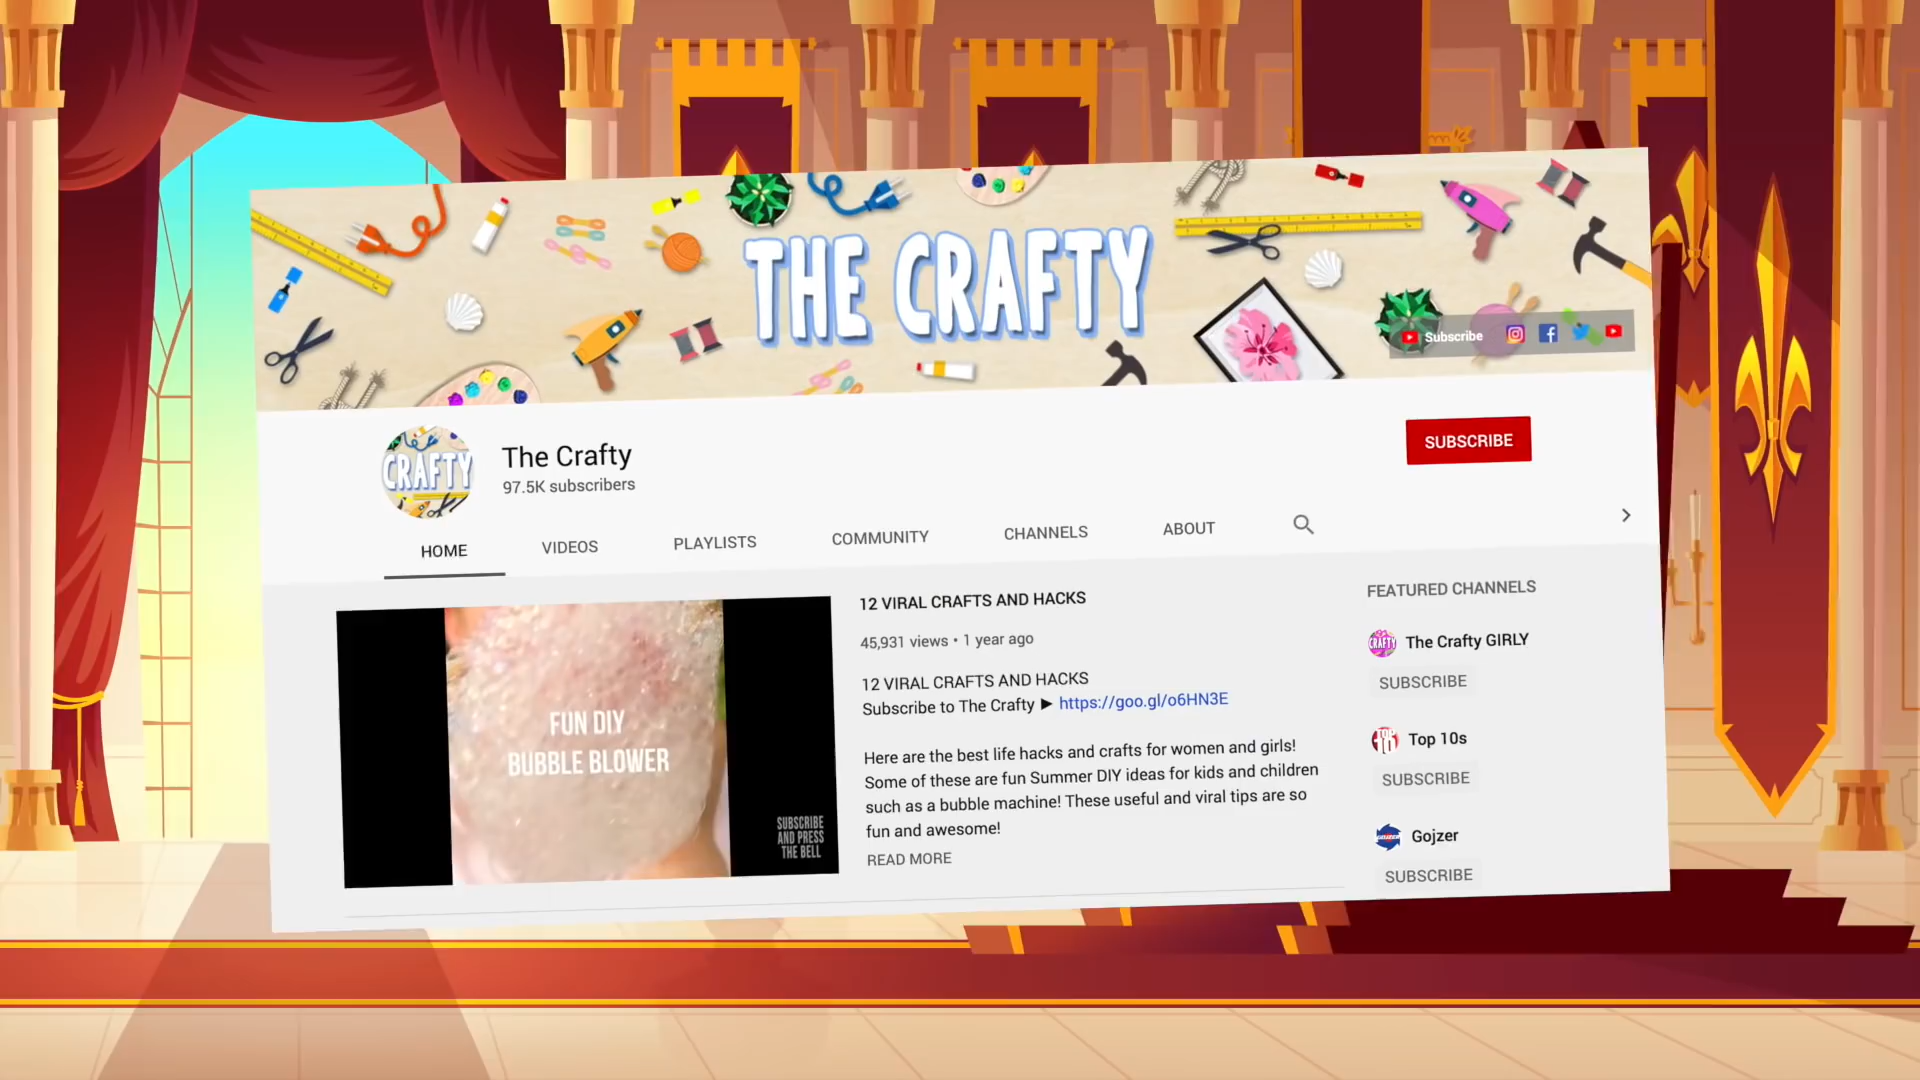 THE CRAFTY
Subscribe
CRAFTY
The Crafty
97.5K subscribers
SUBSCRIBE
HOME
VIDEOS
PLAYLISTS
COMMUNITY
CHANNELS
ABOUT
FUN DIY
BUBBLE BLOWER
SUBSCRIBE
AND PRESS
THE BELL
12 VIRAL CRAFTS AND HACKS
45,931 views • 1 year ago
12 VIRAL CRAFTS AND HACKS
Subscribe to The Crafty ► https://goo.gl/o6HN3E
Here are the best life hacks and crafts for women and girls!
Some of these are fun Summer DIY ideas for kids and children
such as a bubble machine! These useful and viral tips are so
fun and awesome!
READ MORE
FEATURED CHANNELS
CRAFTY
The Crafty GIRLY
SUBSCRIBE
TOP 10
Top 10s
SUBSCRIBE
GOJZER
Gojzer
SUBSCRIBE